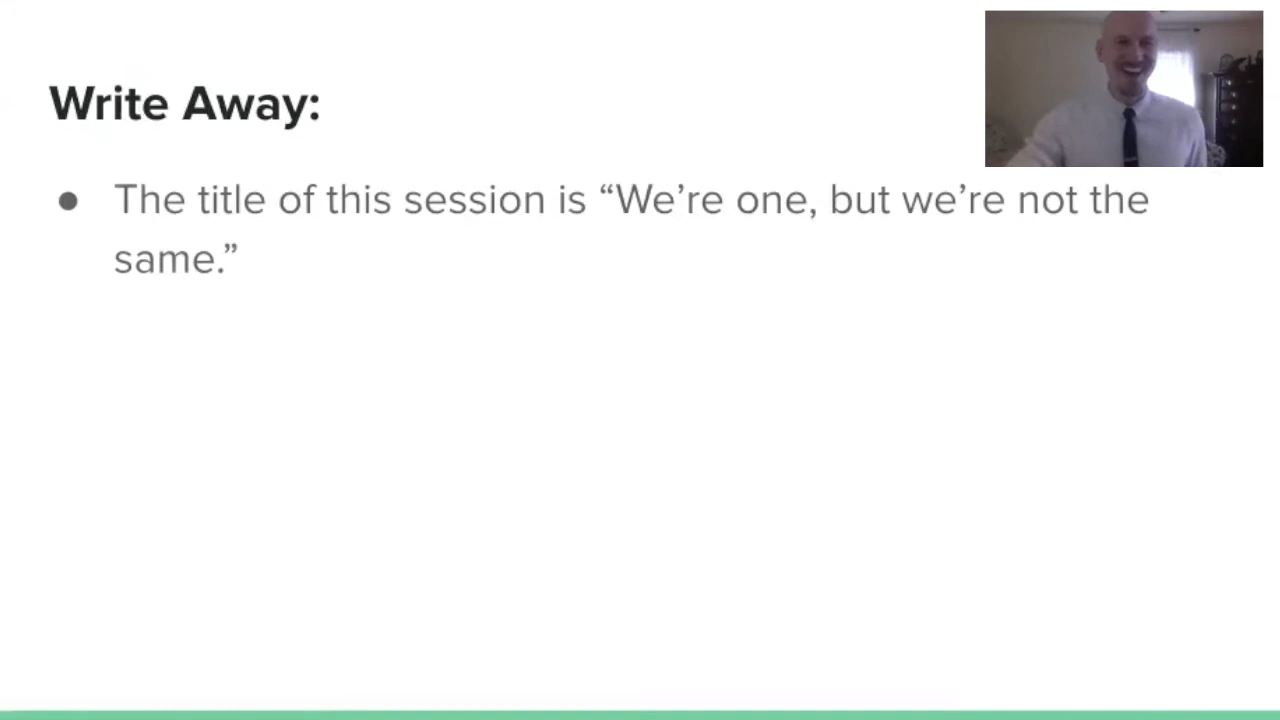 Write Away:
● The title of this session is “We’re one, but we’re not the
same.”